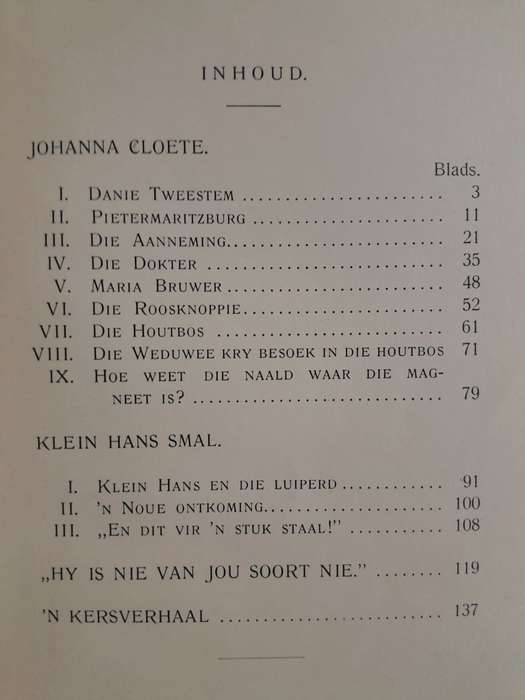 INHOUD.
JOHANNA CLOETE.
Blads.
I. DANIE TWEESTEM ........................ 3
II. PIETERMARITZBURG ..................... 11
III. DIE AANNEMING........................ 21
IV. DIE DOKTER ........................... 35
V. MARIA BRUWER .......................... 48
VI. DIE ROOSKNOPPIE...................... 52
VII. DIE HOUTBOS ......................... 61
VIII. DIE WEDUWEE KRY BESOEK IN DIE HOUTBOS 71
IX. HOE WEET DIE NAALD WAAR DIE MAG-
NEET IS? ............................ 79
KLEIN HANS SMAL.
I. KLEIN HANS EN DIE LUIPERD ............ 91
II. 'N NOUE ONTKOMING.................... 100
III. „EN DIT VIR 'N STUK STAAL!” ........... 108
„HY IS NIE VAN JOU SOORT NIE.” ........ 119
'N KERSVERHAAL ......................... 137